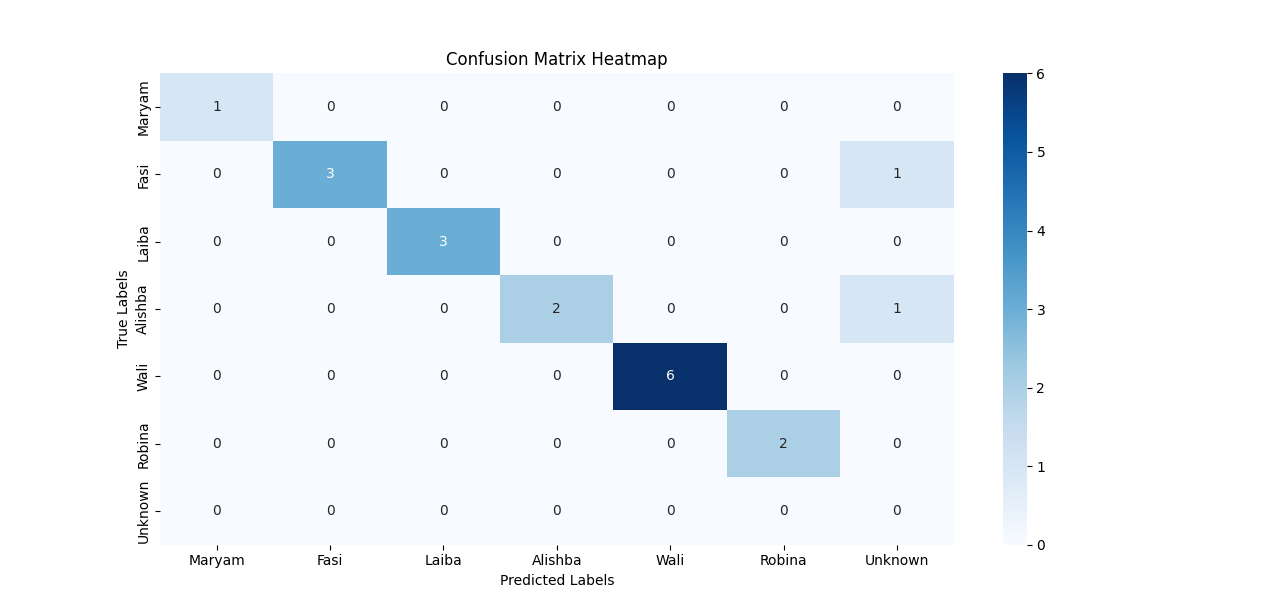 Confusion Matrix Heatmap
Maryam 1 0 0 0 0 0 0
Fasi 0 3 0 0 0 0 1
Laiba 0 0 3 0 0 0 0
Alishba 0 0 0 2 0 0 1
Wali 0 0 0 0 6 0 0
Robina 0 0 0 0 0 2 0
Unknown 0 0 0 0 0 0 0
True Labels
Maryam Fasi Laiba Alishba Wali Robina Unknown
Predicted Labels
6
5
4
3
2
1
0